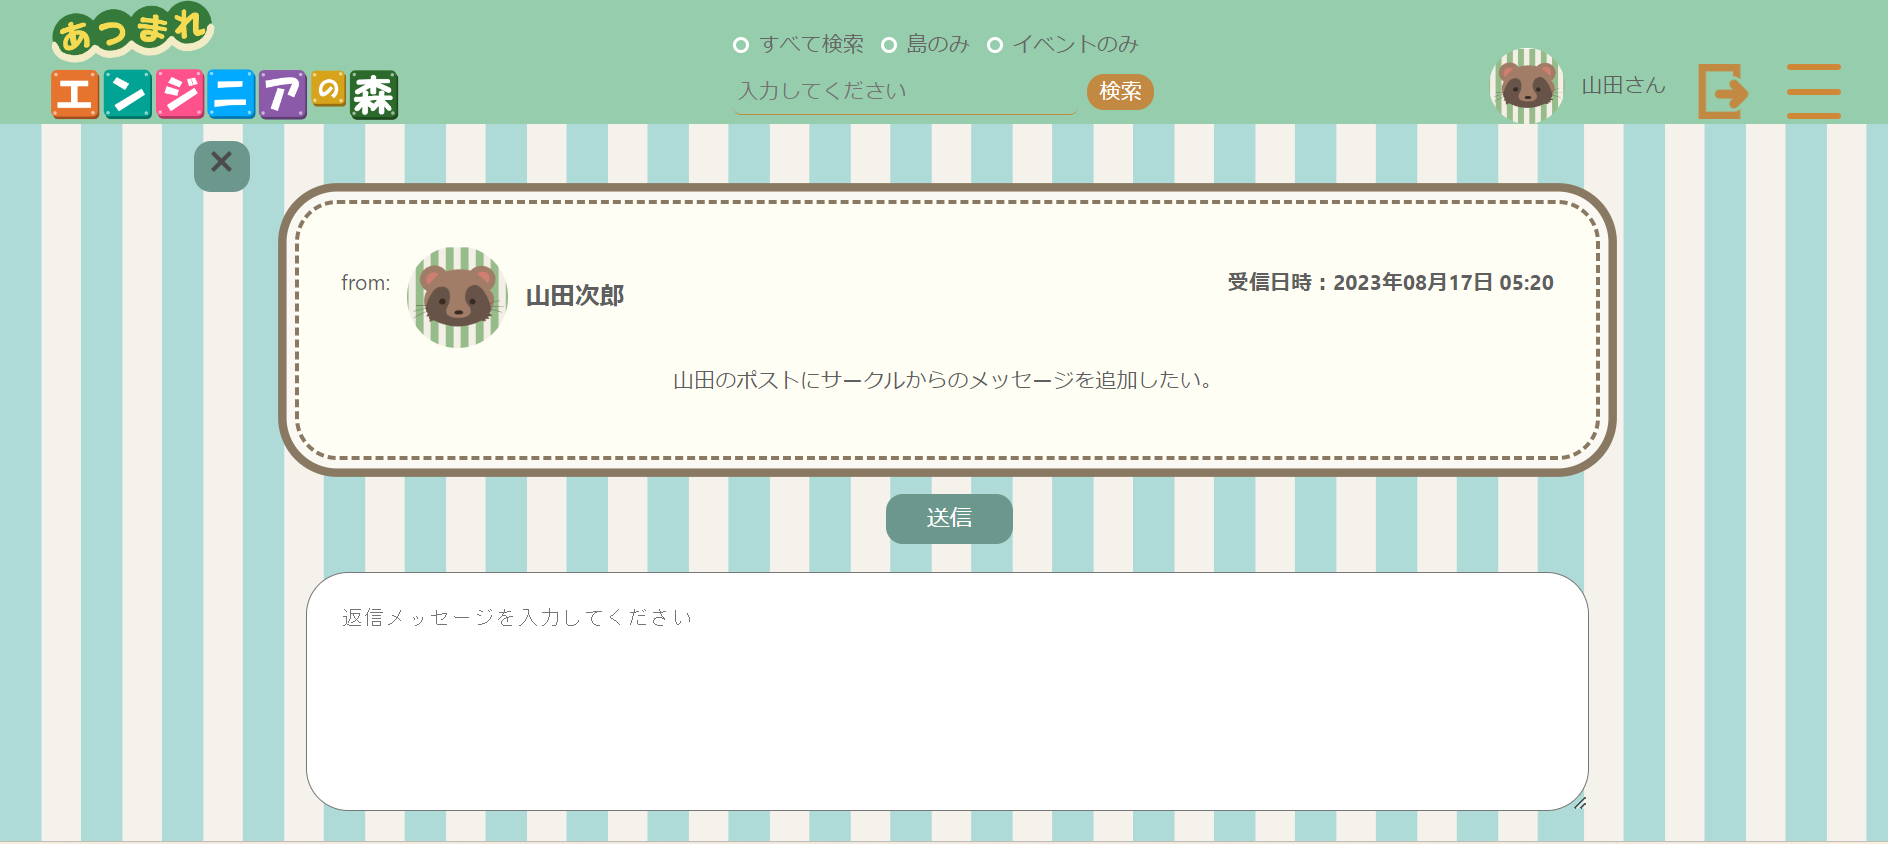 あつまれ
エンジニアの森
すべて検索 島のみ イベントのみ
入力してください 検索
山田さん
×
from: 山田次郎 受信日時：2023年08月17日 05:20
山田のポストにサークルからのメッセージを追加したい。
送信
返信メッセージを入力してください